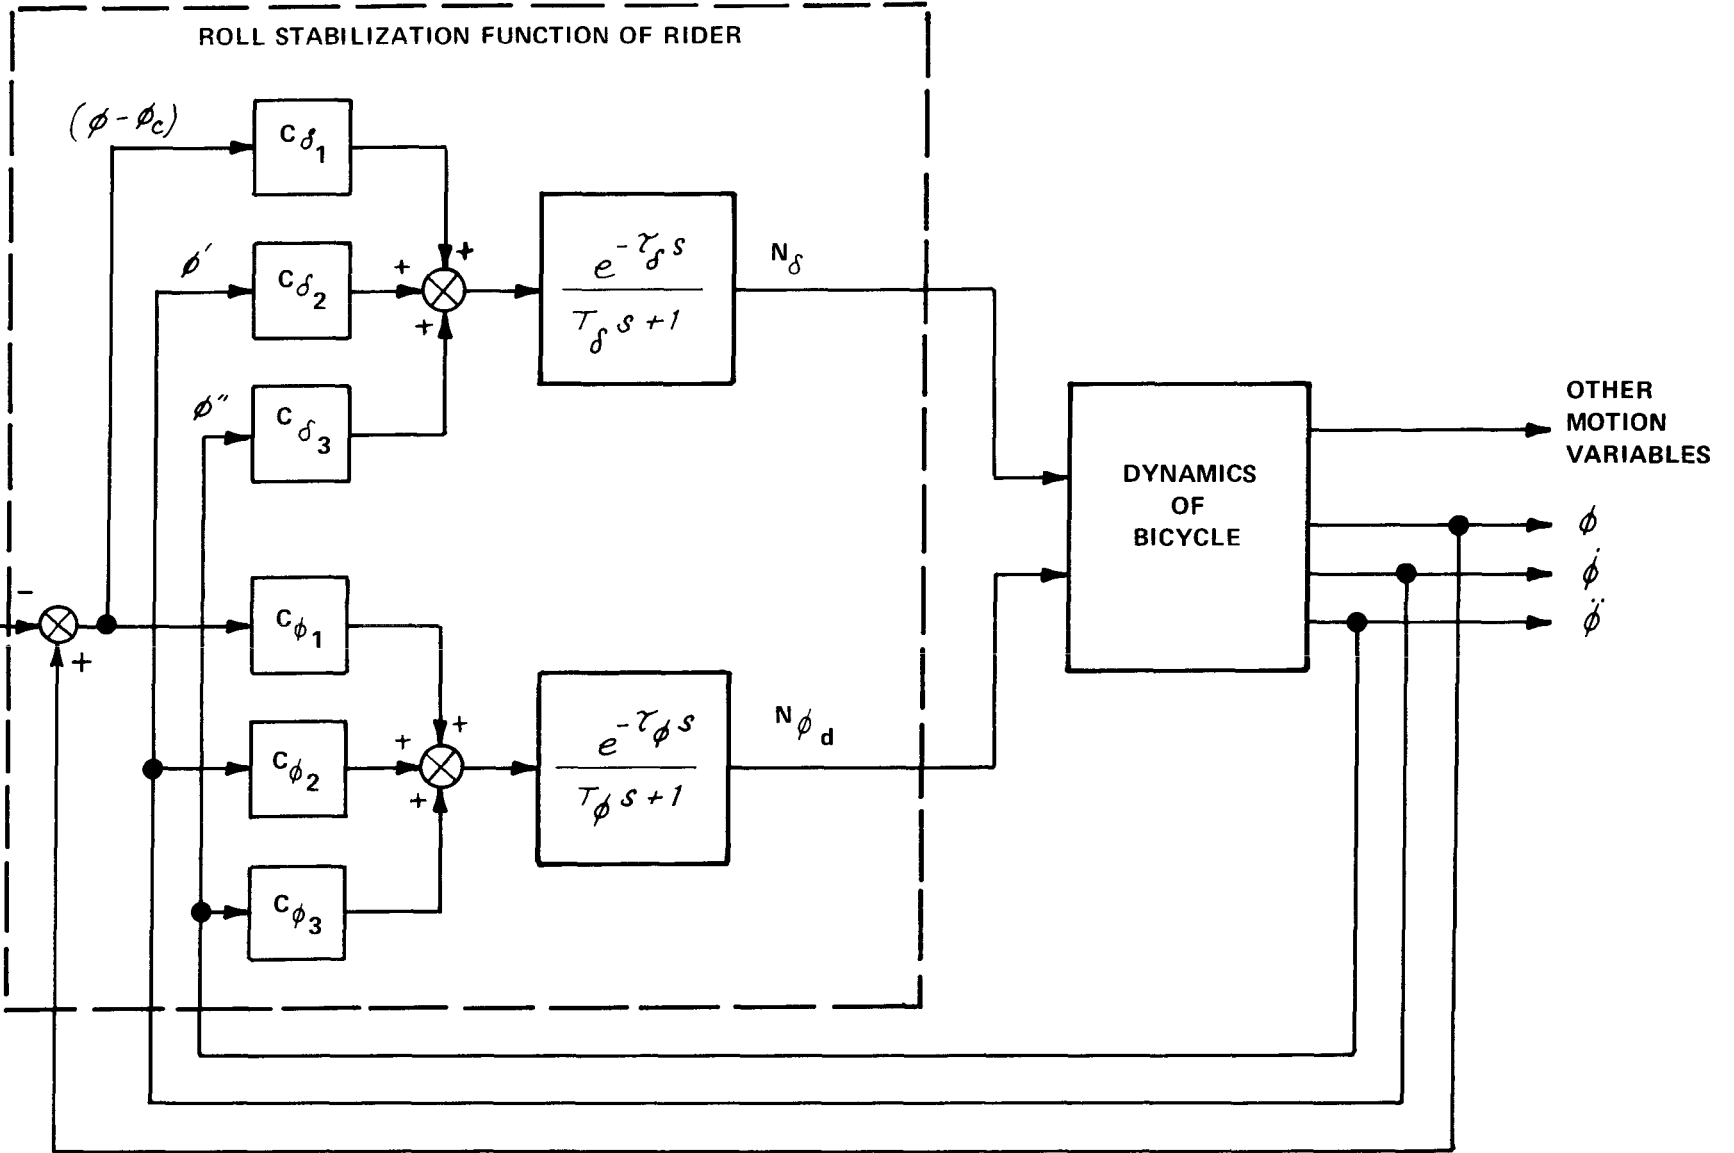 ROLL STABILIZATION FUNCTION OF RIDER
(ϕ - ϕc)
Cδ1
+
ϕ′
Cδ2
+
+
ϕ″
Cδ3
e^-τδ s
Tδ s + 1
Nδ
-
+
Cϕ1
+
Cϕ2
+
+
Cϕ3
e^-τϕ s
Tϕ s + 1
Nϕd
DYNAMICS
OF
BICYCLE
OTHER
MOTION
VARIABLES
ϕ
ϕ̇
ϕ̈